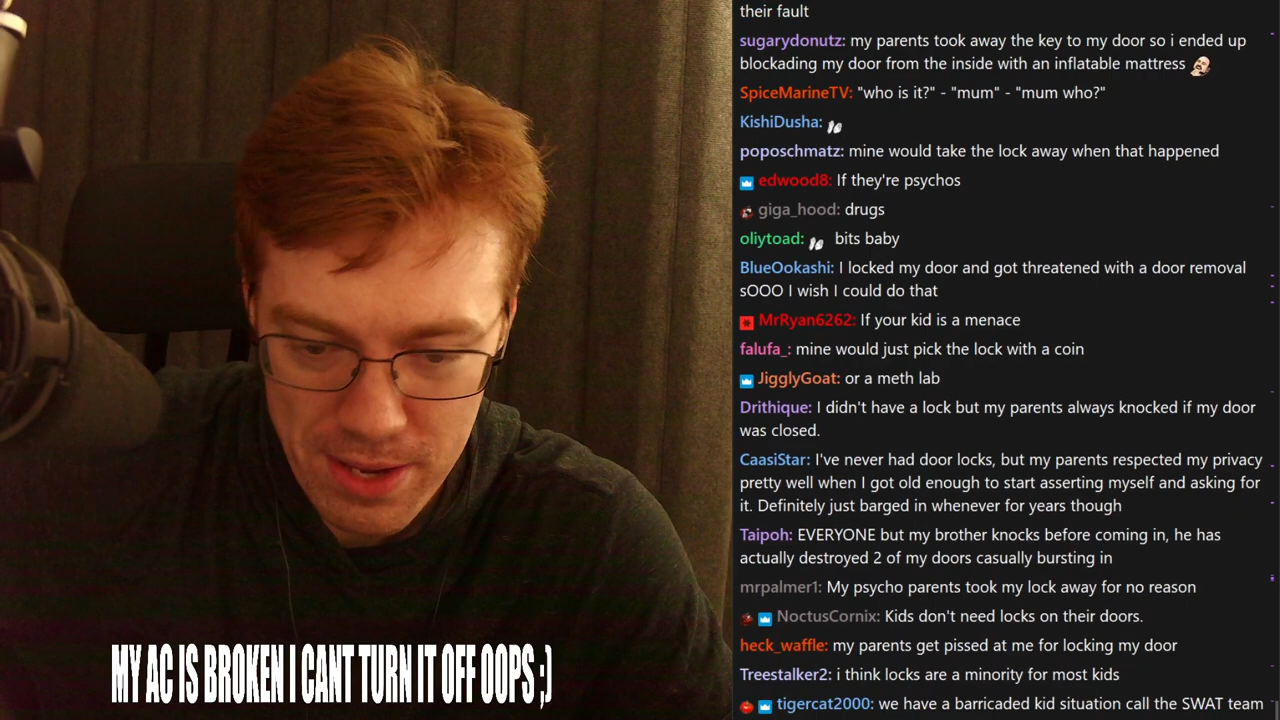 their fault
sugarydonutz: my parents took away the key to my door so i ended up
blockading my door from the inside with an inflatable mattress
SpiceMarineTV: "who is it?" - "mum" - "mum who?"
KishiDusha:
poposchmatz: mine would take the lock away when that happened
edwood8: If they're psychos
giga_hood: drugs
oliytoad: bits baby
BlueOokashi: I locked my door and got threatened with a door removal
sOOO I wish I could do that
MrRyan6262: If your kid is a menace
falufa_: mine would just pick the lock with a coin
JigglyGoat: or a meth lab
Drithique: I didn't have a lock but my parents always knocked if my door
was closed.
CaasiStar: I've never had door locks, but my parents respected my privacy
pretty well when I got old enough to start asserting myself and asking for
it. Definitely just barged in whenever for years though
Taipoh: EVERYONE but my brother knocks before coming in, he has
actually destroyed 2 of my doors casually bursting in
mrpalmer1: My psycho parents took my lock away for no reason
NoctusCornix: Kids don't need locks on their doors.
heck_waffle: my parents get pissed at me for locking my door
Treestalker2: i think locks are a minority for most kids
tigercat2000: we have a barricaded kid situation call the SWAT team
MY AC IS BROKEN I CANT TURN IT OFF OOPS ;)